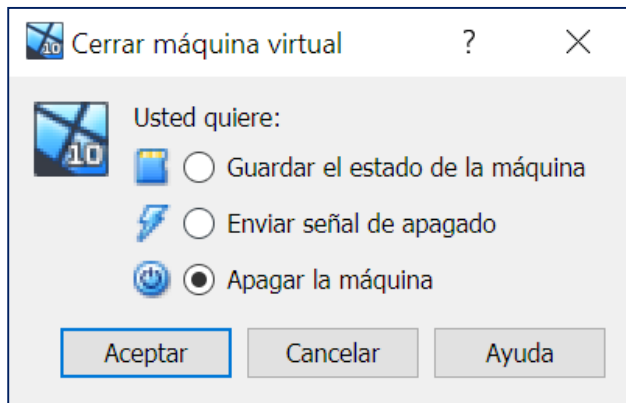 10 Cerrar máquina virtual ?
10 Usted quiere:
Guardar el estado de la máquina
Enviar señal de apagado
Apagar la máquina
Aceptar Cancelar Ayuda